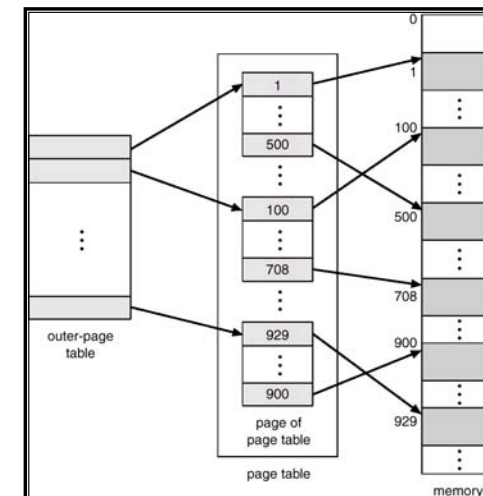 0
1
1
500
100
100
500
708
708
929
900
900
929
outer-page
table
page of
page table
page table
memory